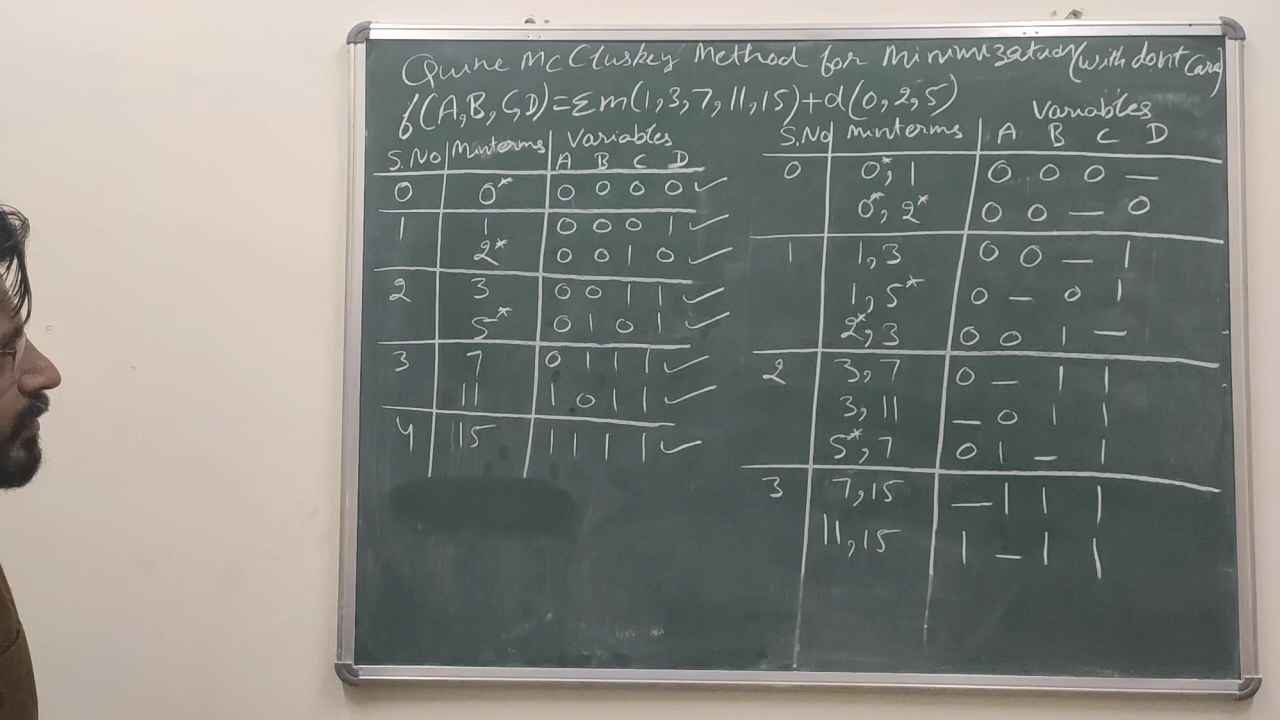 Quine McCluskey Method for Minimization (with dont Care)
f(A,B,C,D)=Σm(1,3,7,11,15)+d(0,2,5)
S.No Minterms Variables
A B C D
0 0* 0 0 0 0 ✓
1 1 0 0 0 1 ✓
2* 0 0 1 0 ✓
2 3 0 0 1 1 ✓
5* 0 1 0 1 ✓
3 7 0 1 1 1 ✓
11 1 0 1 1 ✓
4 15 1 1 1 1 ✓
Variables
S.No Minterms A B C D
0 0*,1 0 0 0 —
0*,2* 0 0 — 0
1 1,3 0 0 — 1
1,5* 0 — 0 1
2*,3 0 0 1 —
2 3,7 0 — 1 1
3,11 — 0 1 1
5*,7 0 1 — 1
3 7,15 — 1 1 1
11,15 1 — 1 1